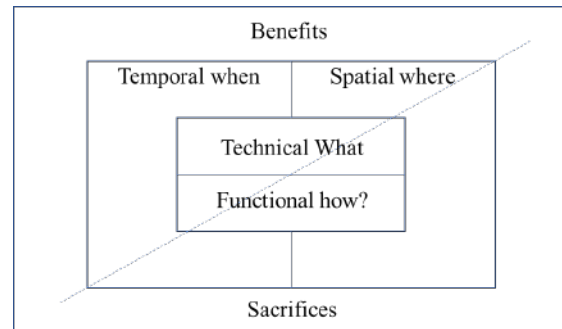 Benefits
Temporal when Spatial where
Technical What
Functional how?
Sacrifices